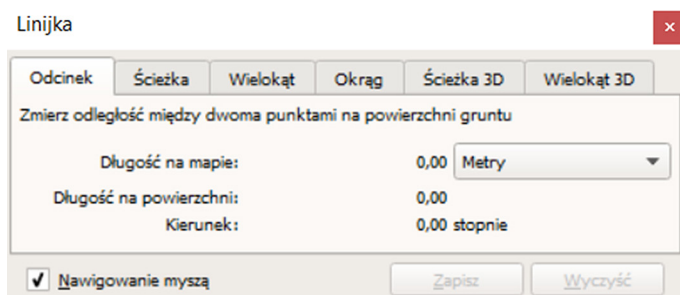 Linijka
Odcinek Ścieżka Wielokąt Okrąg Ścieżka 3D Wielokąt 3D
Zmierz odległość między dwoma punktami na powierzchni gruntu
Długość na mapie: 0,00 Metry
Długość na powierzchni: 0,00
Kierunek: 0,00 stopnie
Nawigowanie myszą Zapisz Wyczyść